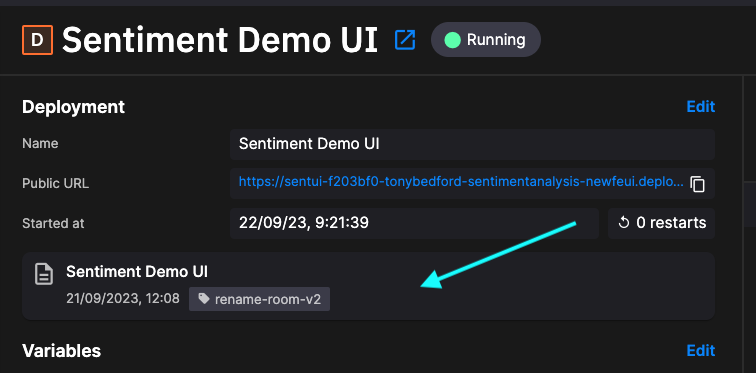 D Sentiment Demo UI Running
Deployment Edit
Name Sentiment Demo UI
Public URL https://sentui-f203bf0-tonybedford-sentimentanalysis-newfeui.deplo...
Started at 22/09/23, 9:21:39 0 restarts
Sentiment Demo UI
21/09/2023, 12:08 rename-room-v2
Variables Edit